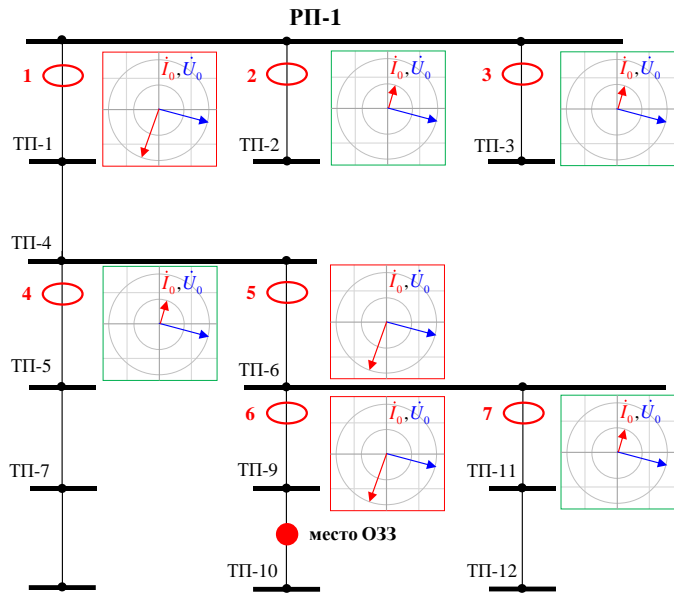 РП-1
1
İ₀,U̇₀
2
İ₀,U̇₀
3
İ₀,U̇₀
ТП-1
ТП-2
ТП-3
ТП-4
4
İ₀,U̇₀
5
İ₀,U̇₀
ТП-5
ТП-6
6
İ₀,U̇₀
7
İ₀,U̇₀
ТП-7
ТП-9
ТП-11
место ОЗЗ
ТП-10
ТП-12